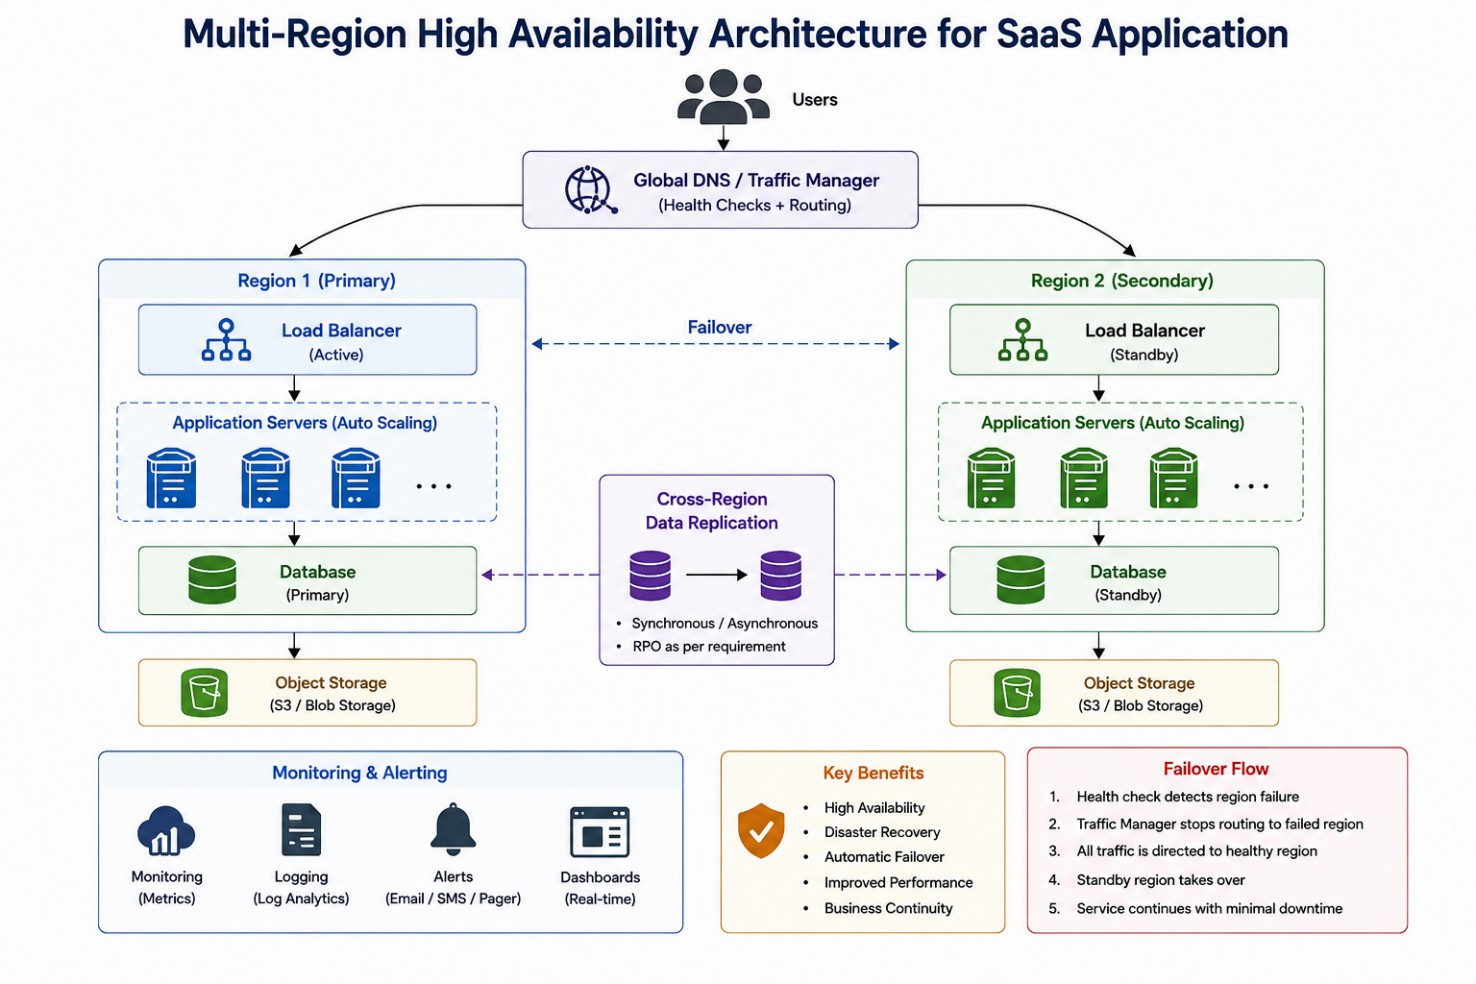 Multi-Region High Availability Architecture for SaaS Application
Users
Global DNS / Traffic Manager
(Health Checks + Routing)
Region 1 (Primary)
Load Balancer
(Active)
Application Servers (Auto Scaling)
...
Database
(Primary)
Object Storage
(S3 / Blob Storage)
Failover
Cross-Region
Data Replication
• Synchronous / Asynchronous
• RPO as per requirement
Region 2 (Secondary)
Load Balancer
(Standby)
Application Servers (Auto Scaling)
...
Database
(Standby)
Object Storage
(S3 / Blob Storage)
Monitoring & Alerting
Monitoring
(Metrics)
Logging
(Log Analytics)
Alerts
(Email / SMS / Pager)
Dashboards
(Real-time)
Key Benefits
• High Availability
• Disaster Recovery
• Automatic Failover
• Improved Performance
• Business Continuity
Failover Flow
1. Health check detects region failure
2. Traffic Manager stops routing to failed region
3. All traffic is directed to healthy region
4. Standby region takes over
5. Service continues with minimal downtime